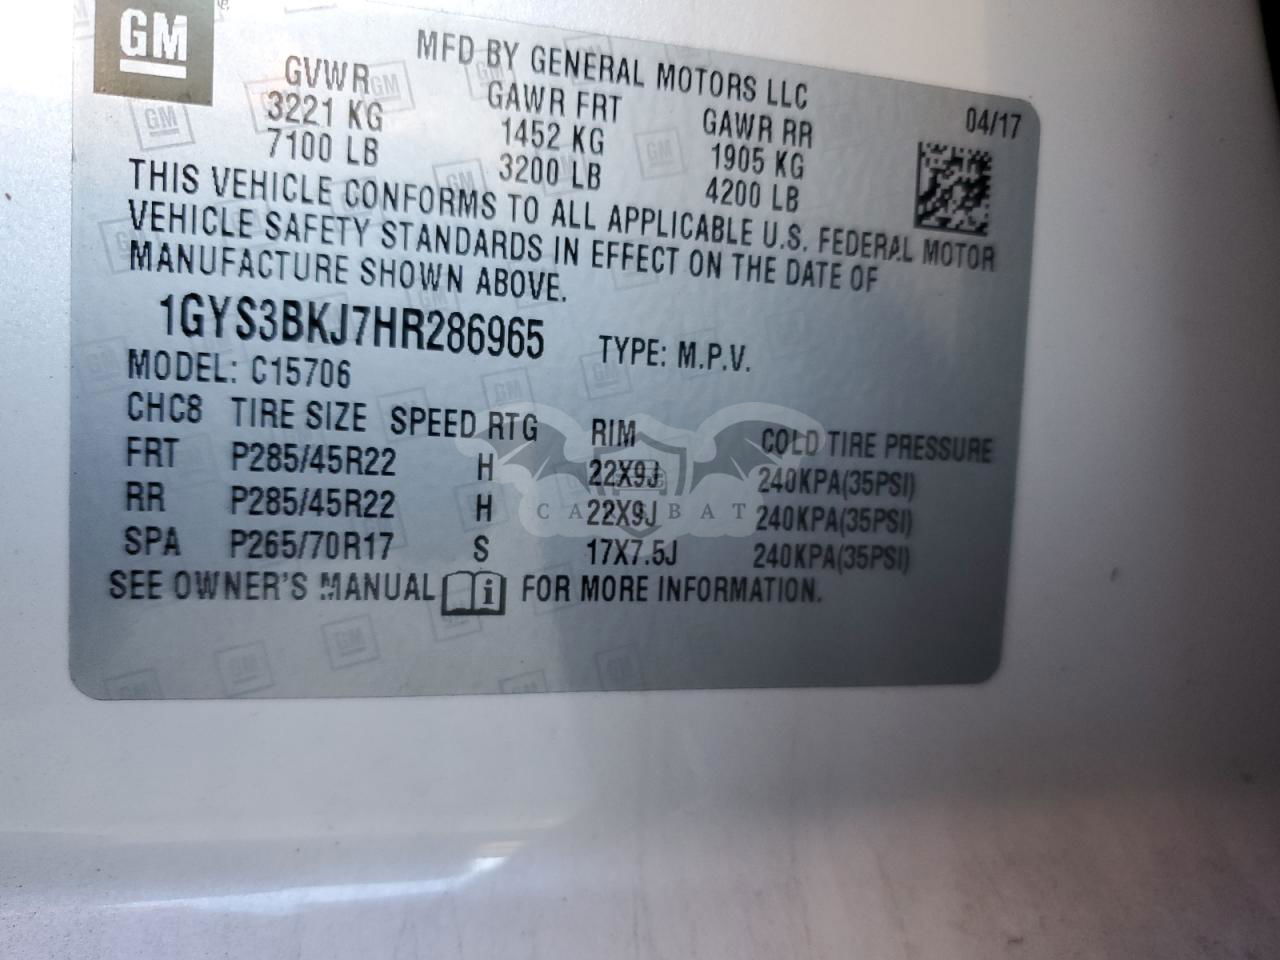 GM
MFD BY GENERAL MOTORS LLC
04/17
GVWR GAWR FRT GAWR RR
3221 KG 1452 KG 1905 KG
7100 LB 3200 LB 4200 LB
THIS VEHICLE CONFORMS TO ALL APPLICABLE U.S. FEDERAL MOTOR
VEHICLE SAFETY STANDARDS IN EFFECT ON THE DATE OF
MANUFACTURE SHOWN ABOVE.
1GYS3BKJ7HR286965 TYPE: M.P.V.
MODEL: C15706
CHC8 TIRE SIZE SPEED RTG RIM COLD TIRE PRESSURE
FRT P285/45R22 H 22X9J 240KPA(35PSI)
RR P285/45R22 H 22X9J 240KPA(35PSI)
SPA P265/70R17 S 17X7.5J 240KPA(35PSI)
SEE OWNER'S MANUAL i FOR MORE INFORMATION.